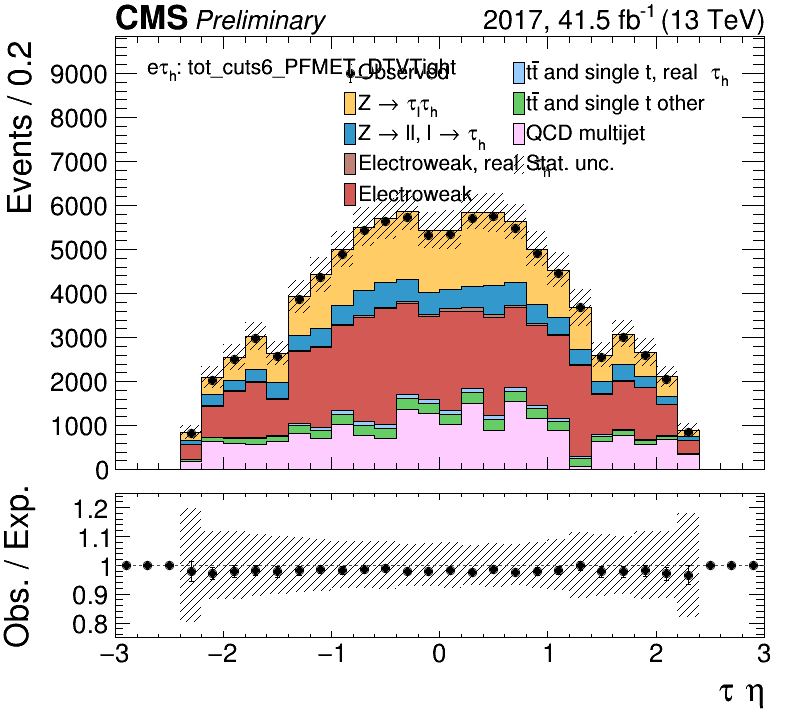 CMS Preliminary 2017, 41.5 fb⁻¹ (13 TeV)
eτₕ: tot_cuts6_PFMET_DTVTight
Observed
tt̄ and single t, real τₕ
Z → τₗτₕ
tt̄ and single t other
Z → ll, l → τₕ
QCD multijet
Electroweak, real τₕ
Stat. unc.
Electroweak
Events / 0.2
9000
8000
7000
6000
5000
4000
3000
2000
1000
0
Obs. / Exp.
1.2
1.1
1
0.9
0.8
−3 −2 −1 0 1 2 3
τ η